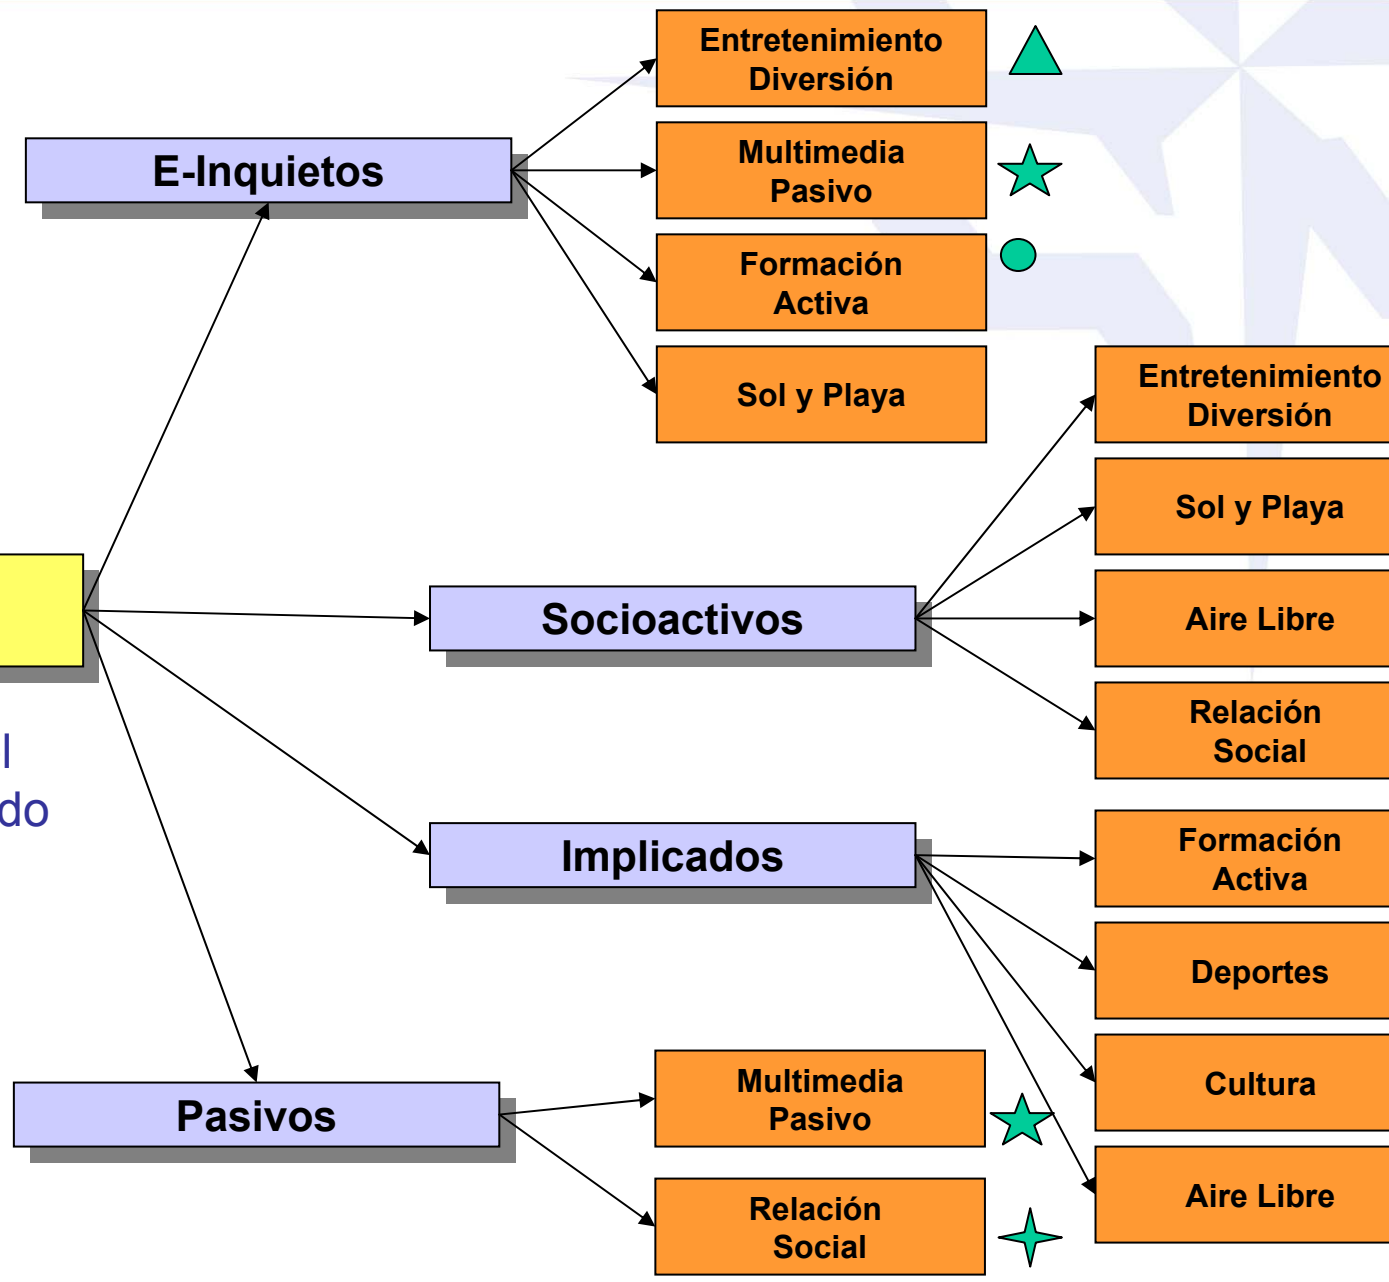 Entretenimiento
Diversión
E-Inquietos
Multimedia
Pasivo
Formación
Activa
Sol y Playa
Entretenimiento
Diversión
Sol y Playa
Socioactivos
Aire Libre
Relación
Social
l
do
Implicados
Formación
Activa
Deportes
Cultura
Aire Libre
Pasivos
Multimedia
Pasivo
Relación
Social